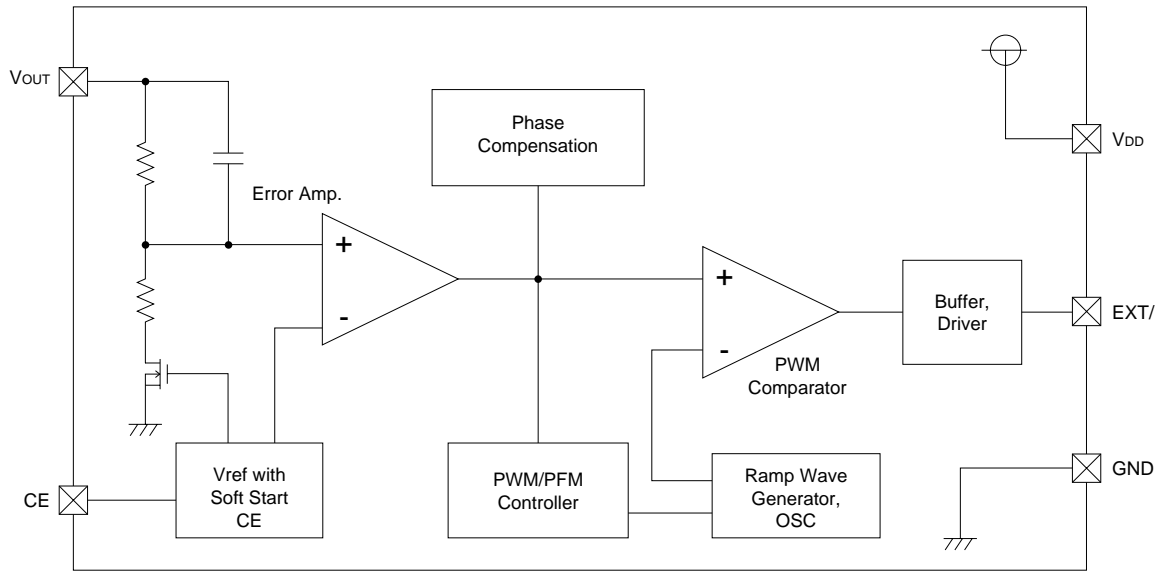 VOUT
Phase
Compensation
VDD
Error Amp.
+
-
+
-
Buffer,
Driver
EXT/
PWM
Comparator
Vref with
Soft Start
CE
PWM/PFM
Controller
Ramp Wave
Generator,
OSC
GND
CE